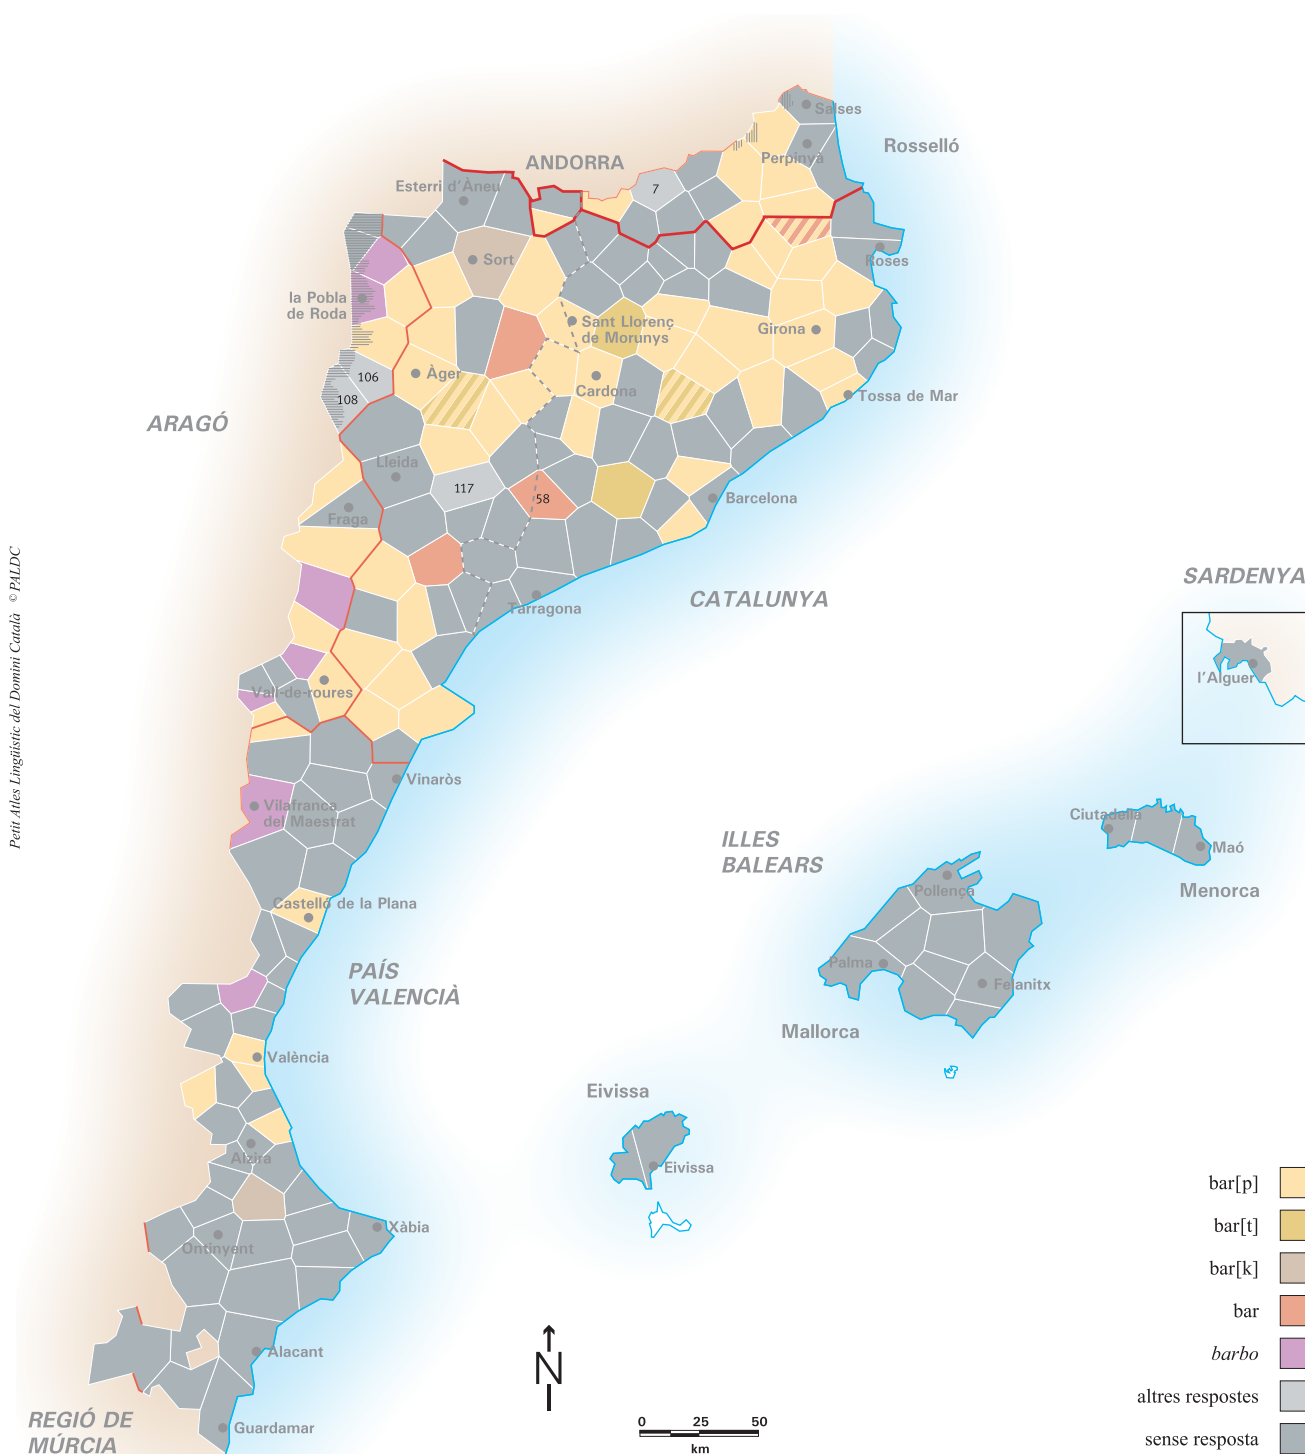 Salses
Rosselló
Perpinyà
ANDORRA
Esterri d'Àneu
7
Roses
Sort
la Pobla
de Roda
Sant Llorenç
de Morunys
Girona
Àger
106
108
Cardona
Tossa de Mar
ARAGÓ
Lleida
117
58
Barcelona
Fraga
SARDENYA
CATALUNYA
Tarragona
l'Alguer
Vall-de-roures
Petit Atles Lingüístic del Domini Català © PALDC
Vinaròs
Vilafranca
del Maestrat
Ciutadella
Maó
ILLES
BALEARS
Menorca
Pollença
Castelló de la Plana
Palma
Felanitx
PAÍS
VALENCIÀ
Mallorca
València
Eivissa
Alzira
Eivissa
Xàbia
Ontinyent
bar[p]
bar[t]
bar[k]
bar
barbo
altres respostes
sense resposta
Alacant
N
REGIÓ DE
MÚRCIA
Guardamar
0 25 50
km